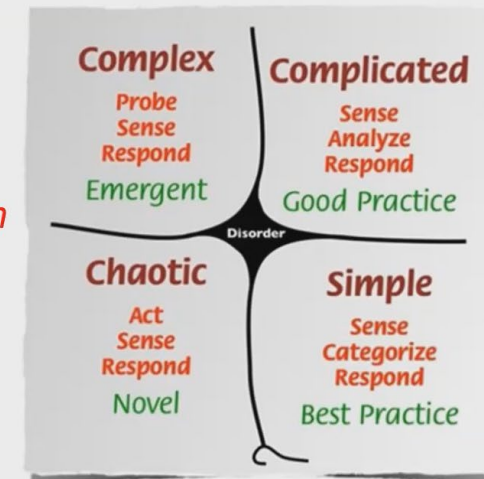 Complex
Probe
Sense
Respond
Emergent
Complicated
Sense
Analyze
Respond
Good Practice
Disorder
Chaotic
Act
Sense
Respond
Novel
Simple
Sense
Categorize
Respond
Best Practice